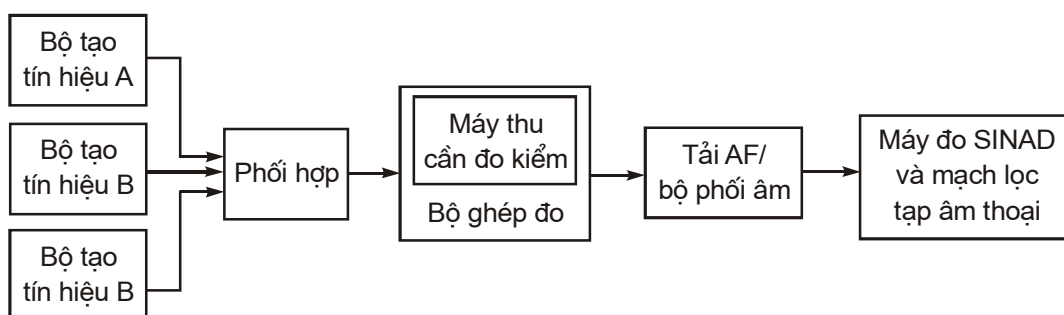 Bộ tạo
tín hiệu A
Bộ tạo
tín hiệu B
Bộ tạo
tín hiệu B
Phối hợp
Máy thu
cần đo kiểm
Bộ ghép đo
Tải AF/
bộ phối âm
Máy đo SINAD
và mạch lọc
tạp âm thoại